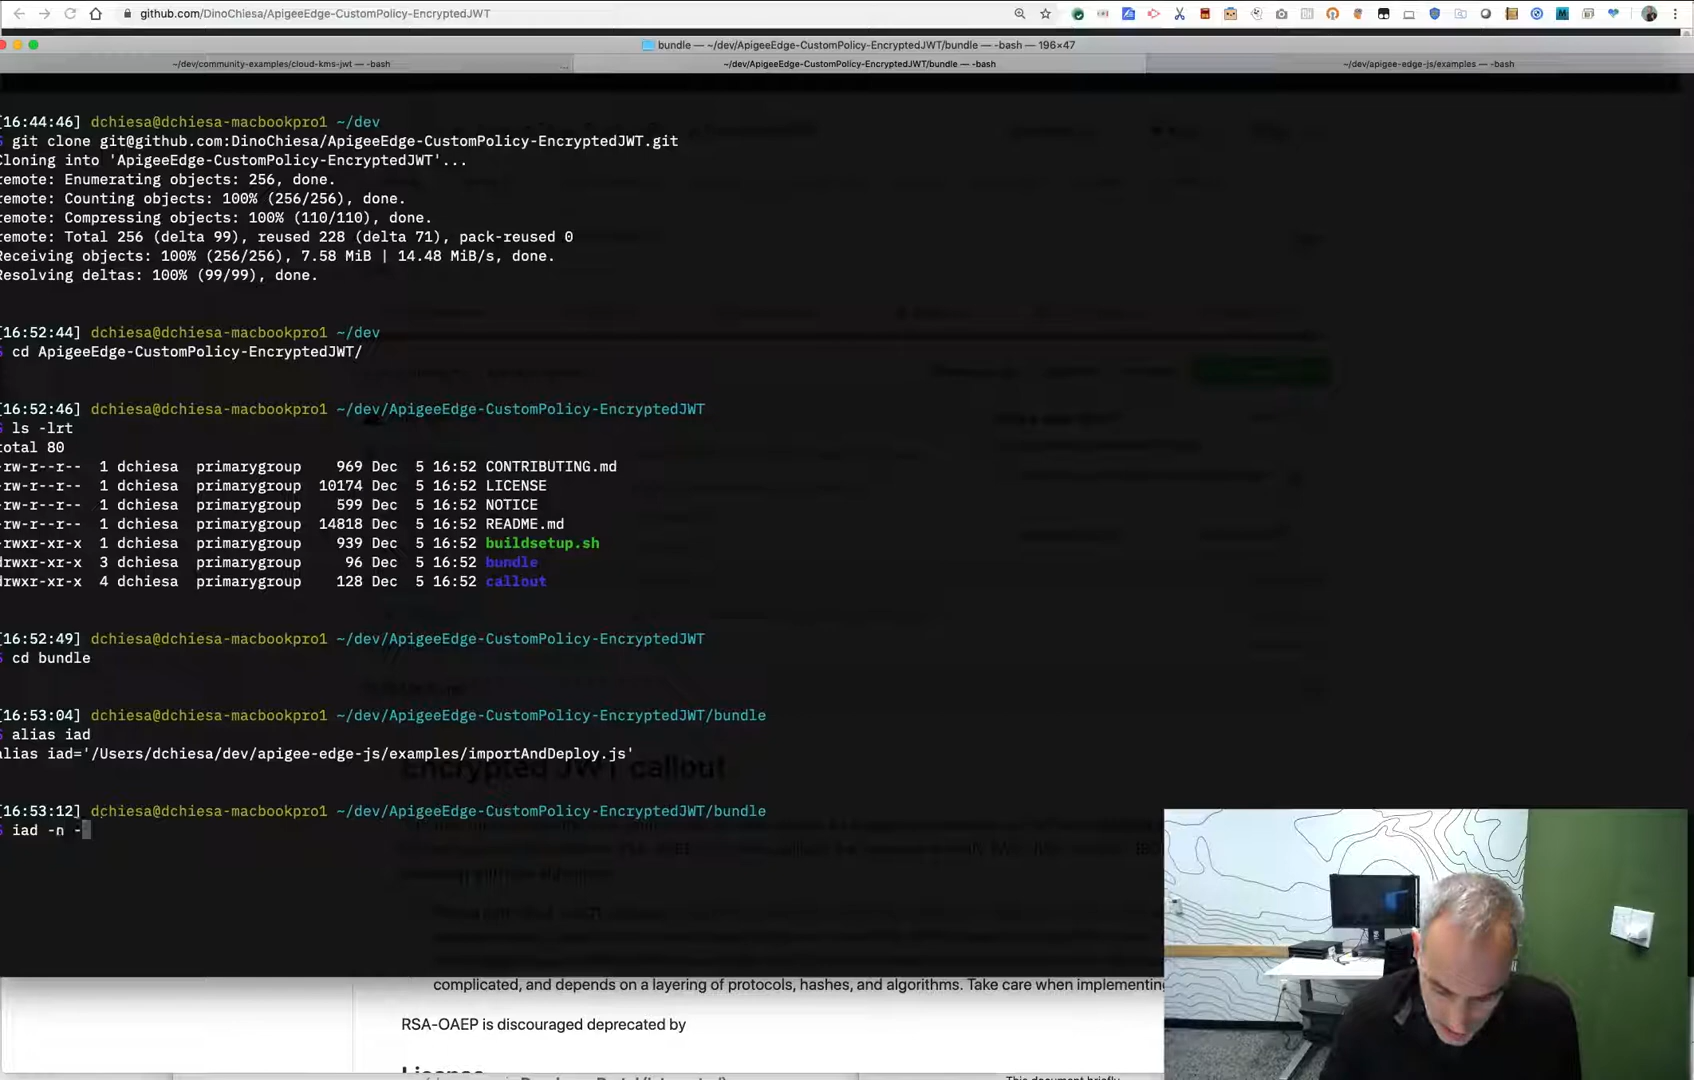 github.com/DinoChiesa/ApigeeEdge-CustomPolicy-EncryptedJWT
bundle — ~/dev/ApigeeEdge-CustomPolicy-EncryptedJWT/bundle — -bash — 196×47
~/dev/community-examples/cloud-kms-jwt — -bash
...
~/dev/ApigeeEdge-CustomPolicy-EncryptedJWT/bundle — -bash
~/dev/apigee-edge-js/examples — -bash
[16:44:46] dchiesa@dchiesa-macbookpro1 ~/dev
$ git clone git@github.com:DinoChiesa/ApigeeEdge-CustomPolicy-EncryptedJWT.git
Cloning into 'ApigeeEdge-CustomPolicy-EncryptedJWT'...
remote: Enumerating objects: 256, done.
remote: Counting objects: 100% (256/256), done.
remote: Compressing objects: 100% (110/110), done.
remote: Total 256 (delta 99), reused 228 (delta 71), pack-reused 0
Receiving objects: 100% (256/256), 7.58 MiB | 14.48 MiB/s, done.
Resolving deltas: 100% (99/99), done.
[16:52:44] dchiesa@dchiesa-macbookpro1 ~/dev
$ cd ApigeeEdge-CustomPolicy-EncryptedJWT/
[16:52:46] dchiesa@dchiesa-macbookpro1 ~/dev/ApigeeEdge-CustomPolicy-EncryptedJWT
$ ls -lrt
total 80
-rw-r--r-- 1 dchiesa primarygroup 969 Dec 5 16:52 CONTRIBUTING.md
-rw-r--r-- 1 dchiesa primarygroup 10174 Dec 5 16:52 LICENSE
-rw-r--r-- 1 dchiesa primarygroup 599 Dec 5 16:52 NOTICE
-rw-r--r-- 1 dchiesa primarygroup 14818 Dec 5 16:52 README.md
-rwxr-xr-x 1 dchiesa primarygroup 939 Dec 5 16:52 buildsetup.sh
drwxr-xr-x 3 dchiesa primarygroup 96 Dec 5 16:52 bundle
drwxr-xr-x 4 dchiesa primarygroup 128 Dec 5 16:52 callout
[16:52:49] dchiesa@dchiesa-macbookpro1 ~/dev/ApigeeEdge-CustomPolicy-EncryptedJWT
$ cd bundle
[16:53:04] dchiesa@dchiesa-macbookpro1 ~/dev/ApigeeEdge-CustomPolicy-EncryptedJWT/bundle
$ alias iad
alias iad='/Users/dchiesa/dev/apigee-edge-js/examples/importAndDeploy.js'
Encrypted JWT callout
[16:53:12] dchiesa@dchiesa-macbookpro1 ~/dev/ApigeeEdge-CustomPolicy-EncryptedJWT/bundle
$ iad -n -
complicated, and depends on a layering of protocols, hashes, and algorithms. Take care when implementing
RSA-OAEP is discouraged deprecated by
License
This document briefly